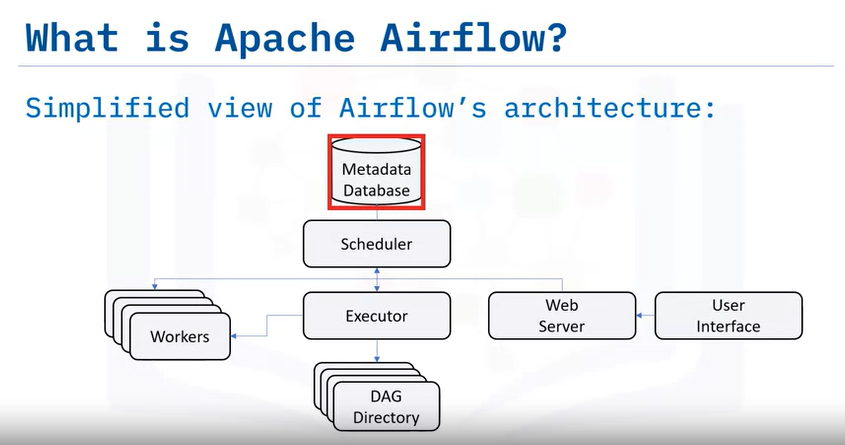 What is Apache Airflow?
Simplified view of Airflow’s architecture:
Metadata
Database
Scheduler
Workers
Executor
Web
Server
User
Interface
DAG
Directory